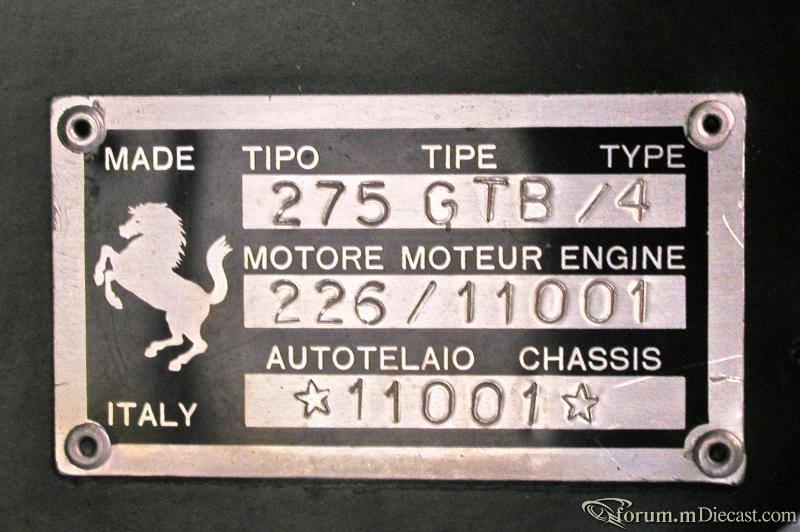 MADE TIPO TIPE TYPE
275 GTB/4
MOTORE MOTEUR ENGINE
226/11001
AUTOTELAIO CHASSIS
☆11001☆
ITALY
forum.mDiecast.com